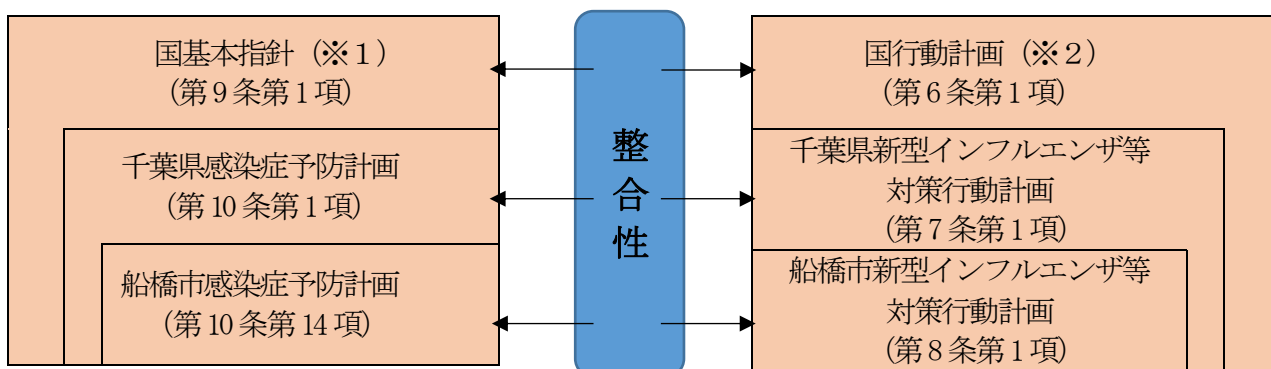 国基本指針（※１）
（第９条第１項）
千葉県感染症予防計画
（第 10 条第１項）
船橋市感染症予防計画
（第 10 条第 14 項）
整
合
性
国行動計画（※２）
（第６条第１項）
千葉県新型インフルエンザ等
対策行動計画
（第７条第１項）
船橋市新型インフルエンザ等
対策行動計画
（第８条第１項）